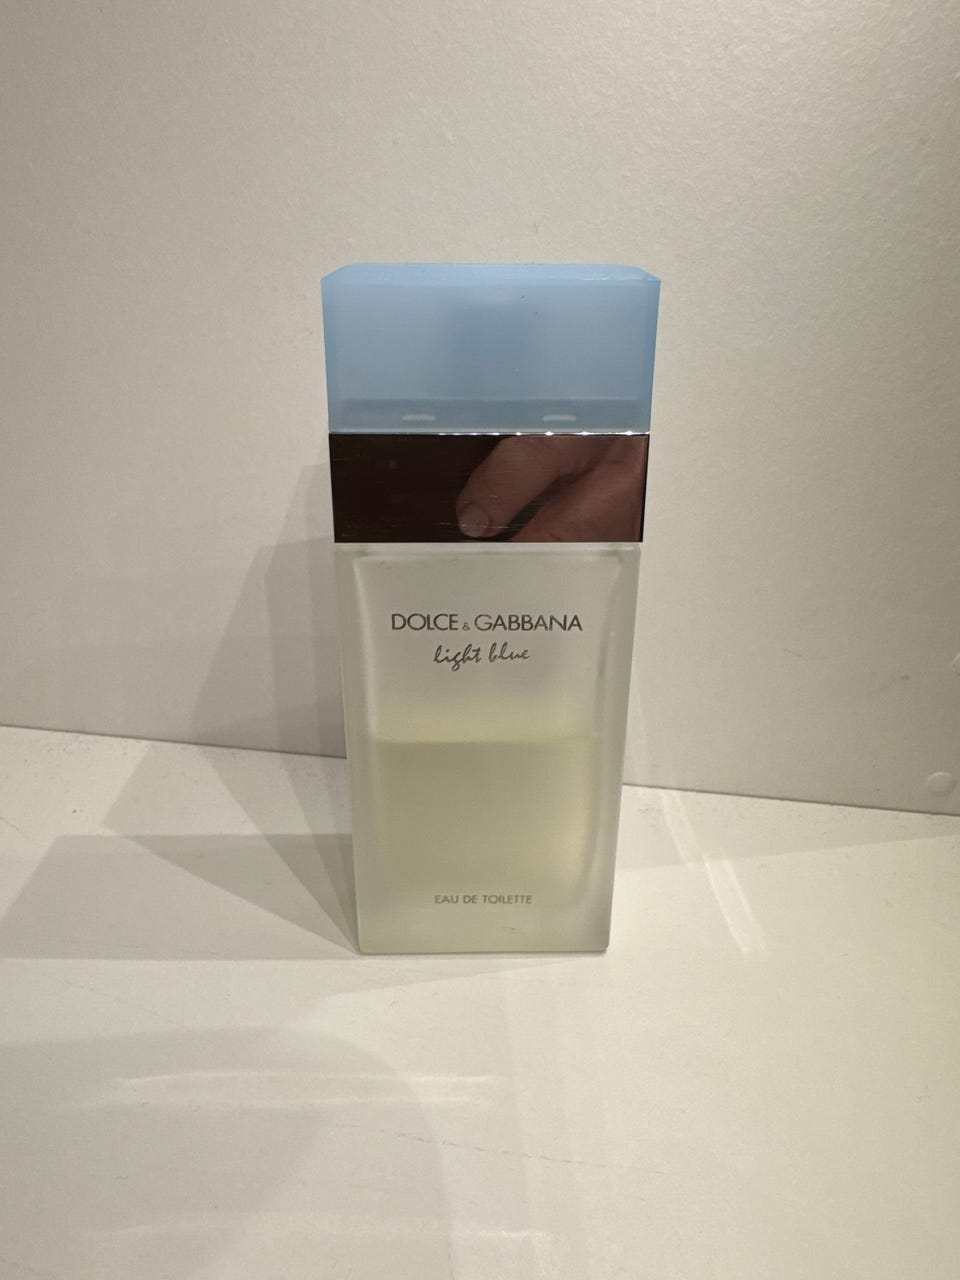 DOLCE & GABBANA
light blue
EAU DE TOILETTE